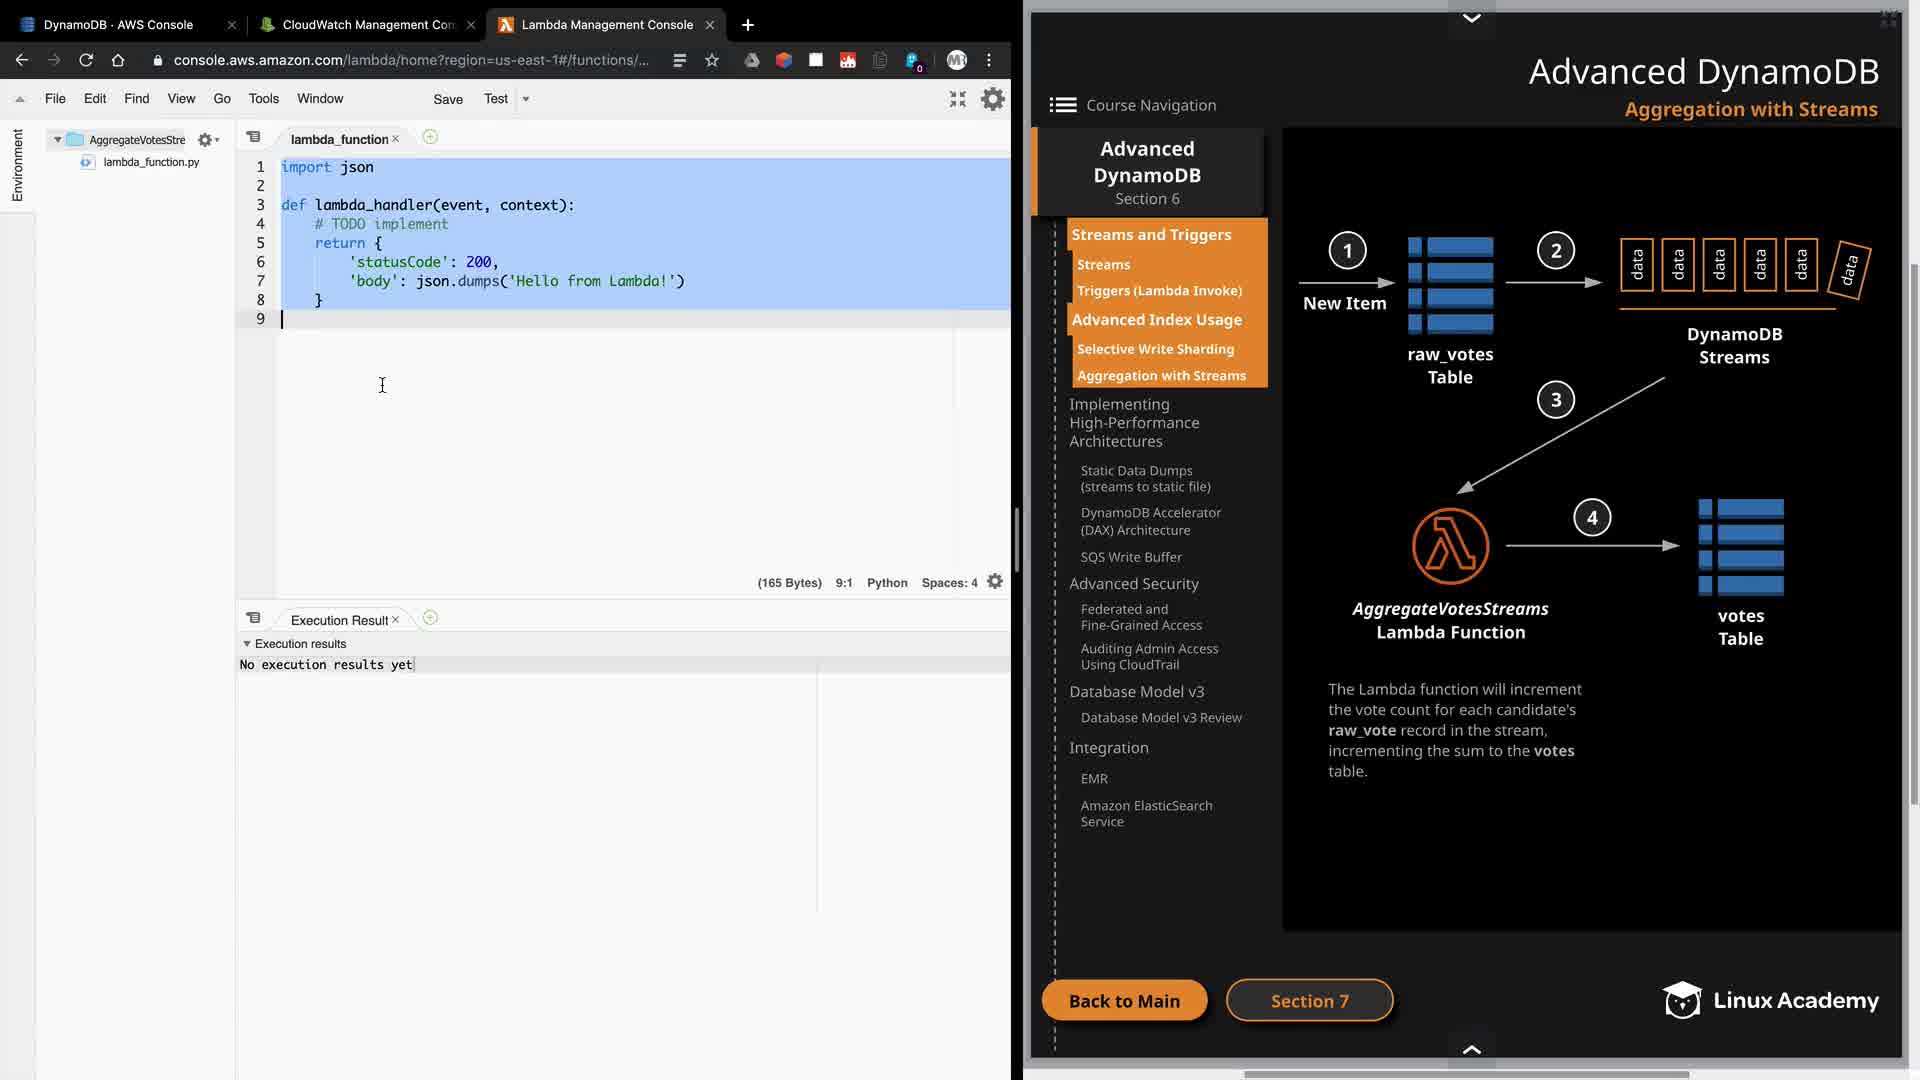 DynamoDB · AWS Console
CloudWatch Management Con
Lambda Management Console
console.aws.amazon.com/lambda/home?region=us-east-1#/functions/...
0
MR
File Edit Find View Go Tools Window
Save Test
Environment
AggregateVotesStre
lambda_function.py
lambda_function
1 import json
2
3 def lambda_handler(event, context):
4 # TODO implement
5 return {
6 'statusCode': 200,
7 'body': json.dumps('Hello from Lambda!')
8 }
9
(165 Bytes) 9:1 Python Spaces: 4
Execution Result
Execution results
No execution results yet
Advanced DynamoDB
Aggregation with Streams
Course Navigation
Advanced
DynamoDB
Section 6
Streams and Triggers
Streams
Triggers (Lambda Invoke)
Advanced Index Usage
Selective Write Sharding
Aggregation with Streams
Implementing
High-Performance
Architectures
Static Data Dumps
(streams to static file)
DynamoDB Accelerator
(DAX) Architecture
SQS Write Buffer
Advanced Security
Federated and
Fine-Grained Access
Auditing Admin Access
Using CloudTrail
Database Model v3
Database Model v3 Review
Integration
EMR
Amazon ElasticSearch
Service
1
New Item
raw_votes
Table
2
data data data data data data
DynamoDB
Streams
3
AggregateVotesStreams
Lambda Function
4
votes
Table
The Lambda function will increment
the vote count for each candidate's
raw_vote record in the stream,
incrementing the sum to the votes
table.
Back to Main
Section 7
Linux Academy